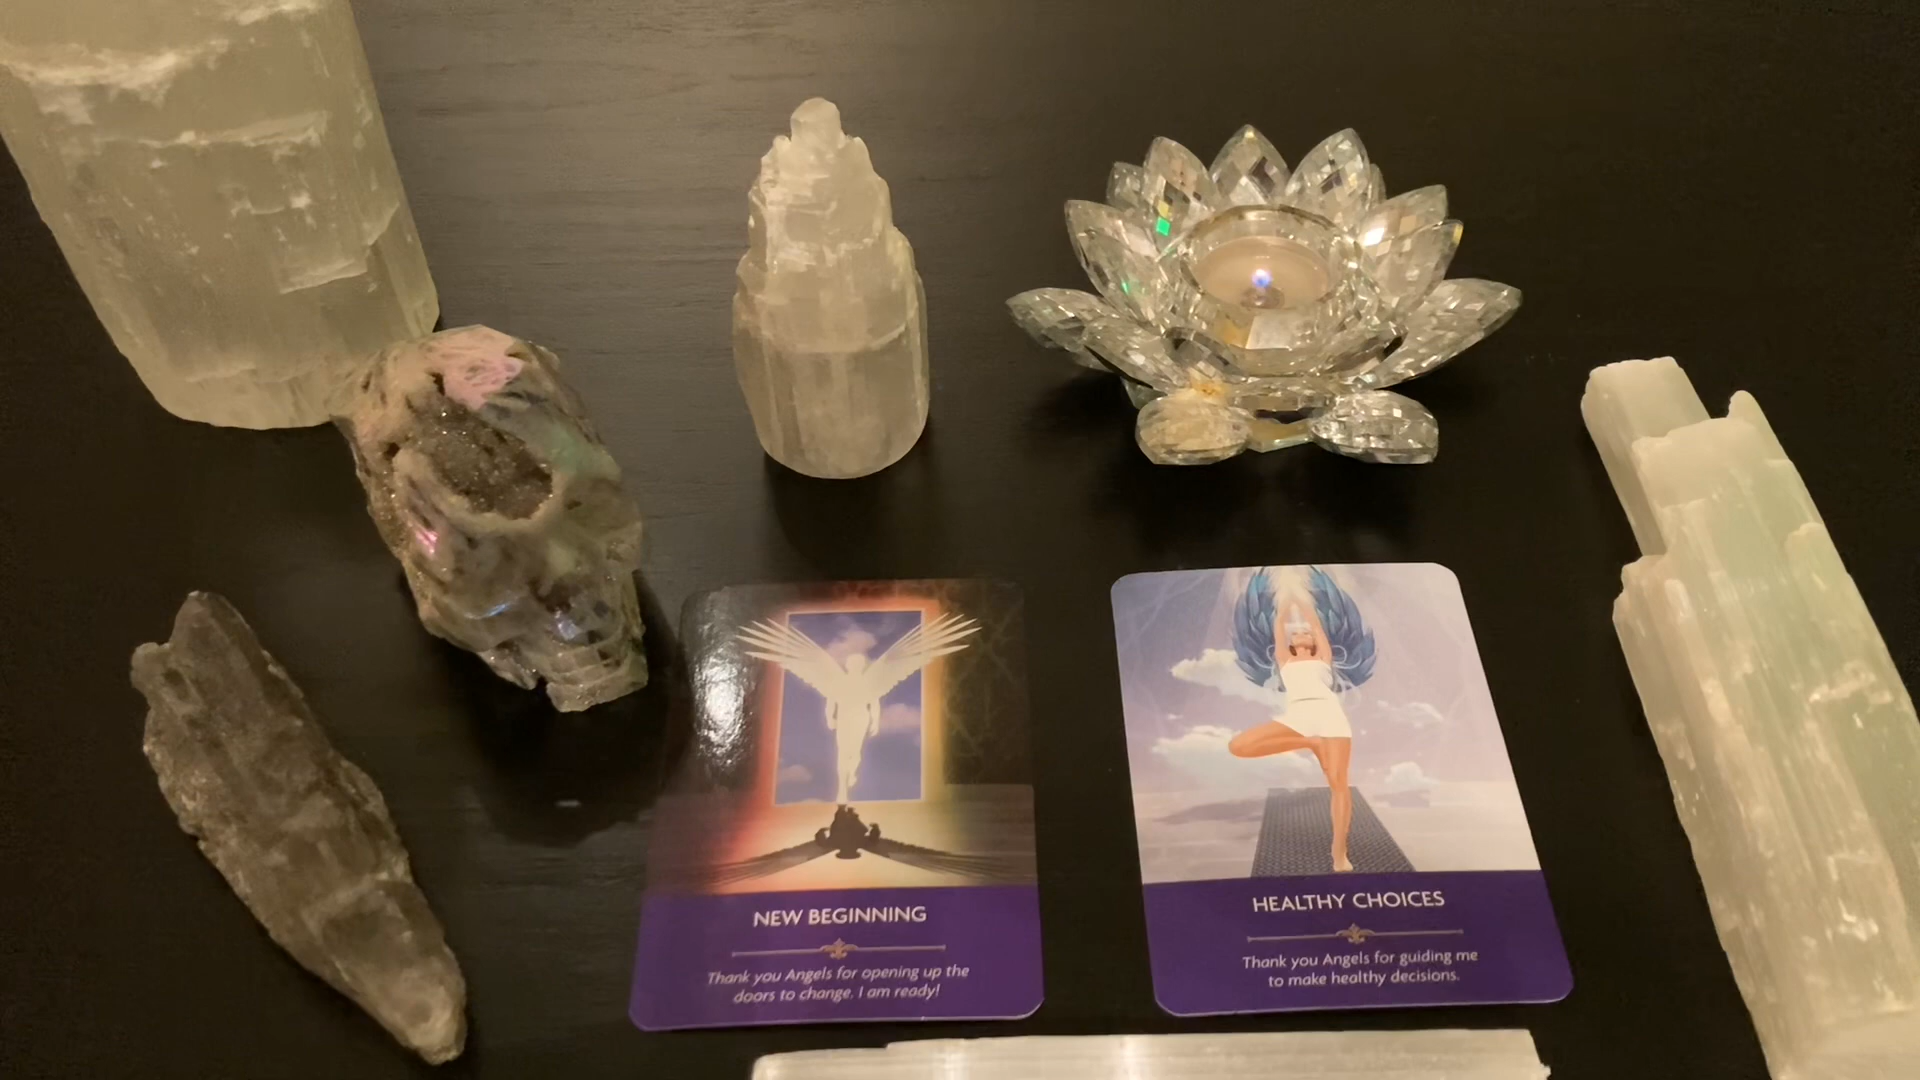 NEW BEGINNING
Thank you Angels for opening up the
doors to change. I am ready!
HEALTHY CHOICES
Thank you Angels for guiding me
to make healthy decisions.